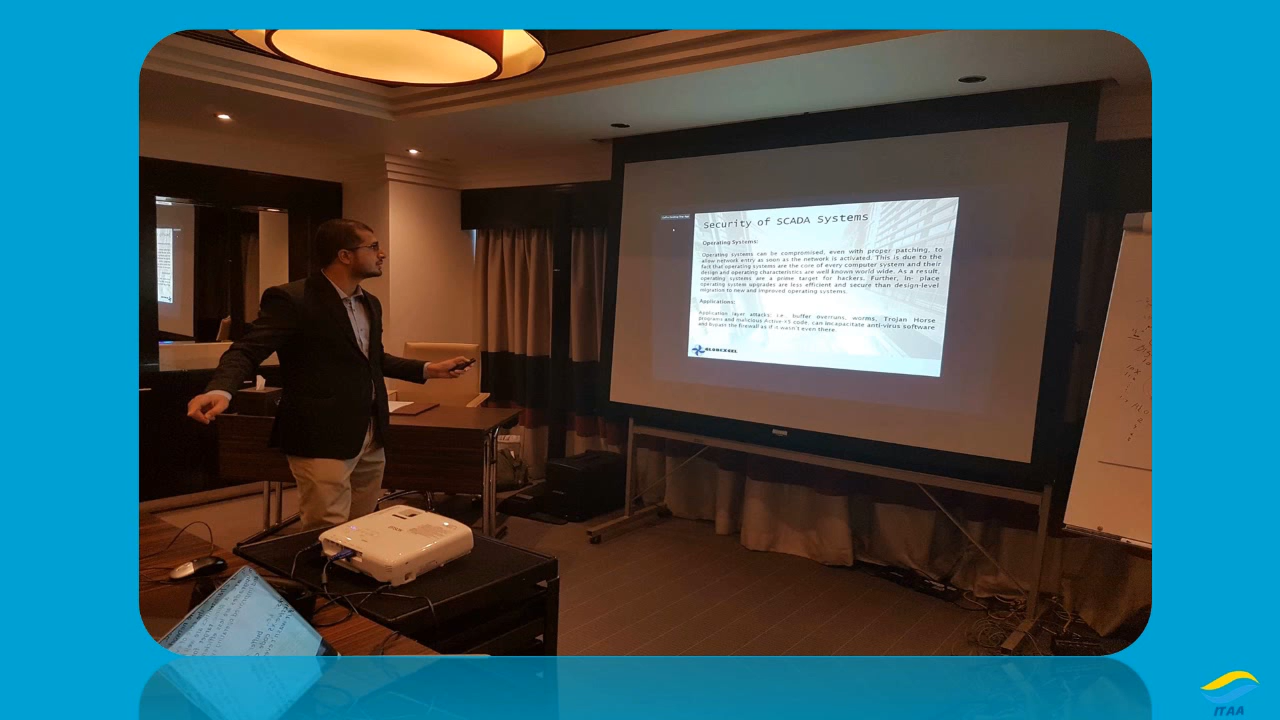 Security of SCADA Systems
Operating Systems:
Operating systems can be compromised, even with proper patching, to
allow network entry as soon as the network is activated. This is due to the
fact that operating systems are the core of every computer system and their
design and operating characteristics are well known world wide. As a result,
operating systems are a prime target for hackers. Further, in- place
operating system upgrades are less efficient and secure than design-level
migration to new and improved operating systems.
Applications:
Application layer attacks; i.e., buffer overruns, worms, Trojan Horse
programs and malicious Active-X5 code, can incapacitate anti-virus software
and bypass the firewall as if it wasn't even there.
EPSON
ITAA